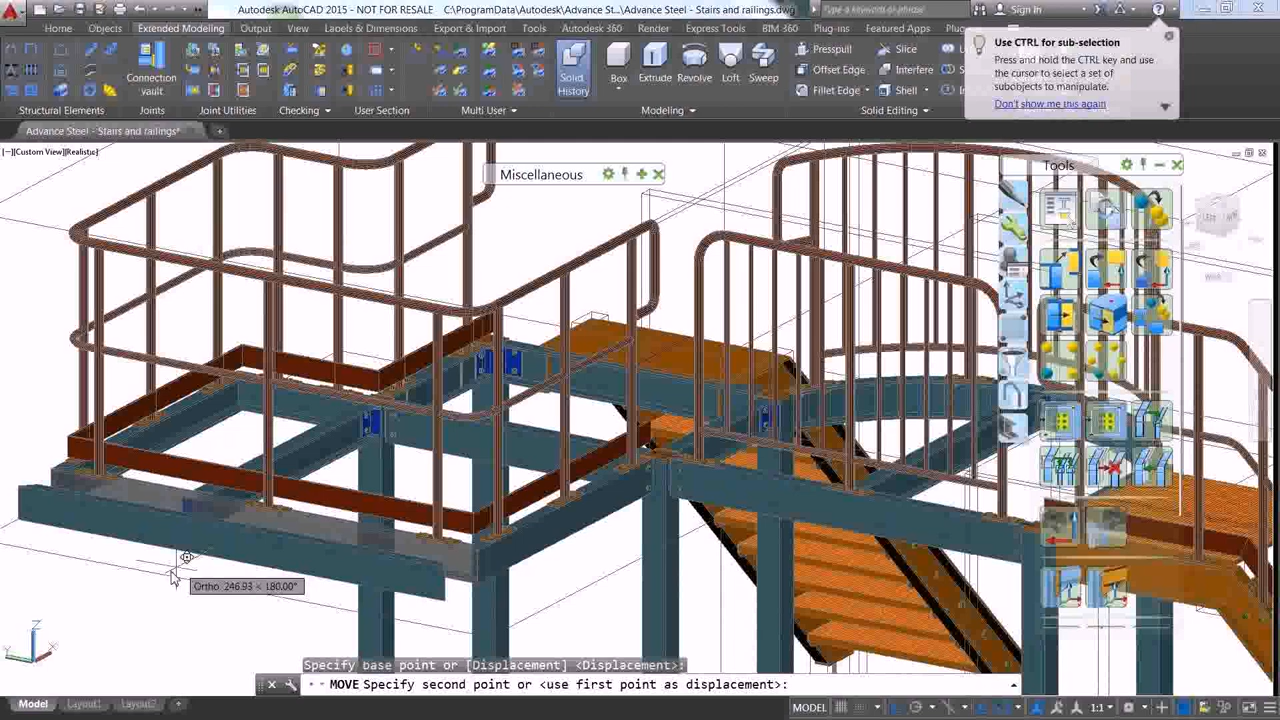 Autodesk AutoCAD 2015 - NOT FOR RESALE C:\ProgramData\Autodesk\Advance St...\Advance Steel - Stairs and railings.dwg
Type a keyword or phrase
Sign In
Home Objects Extended Modeling Output Labels & Dimensions Export & Import Tools Autodesk 360 Render Express Tools BIM 360 Plug-ins Featured Apps
Use CTRL for sub-selection
Press and hold the CTRL key and use
the cursor to select a set of
subobjects to manipulate.
Don't show me this again
Connection
vault
Solid
History
Box Extrude Revolve Loft Sweep
Presspull
Offset Edge
Fillet Edge
Slice
Interfere
Shell
Structural Elements Joints Joint Utilities Checking User Section Multi User Modeling Solid Editing
Advance Steel - Stairs and railings*
[−][Custom View][Realistic]
Miscellaneous
Tools
Ortho: 246.93 < 180.00°
Z
Y
X
Specify base point or [Displacement] <Displacement>:
MOVE Specify second point or <use first point as displacement>:
Model Layout1 Layout2 +
MODEL
1:1